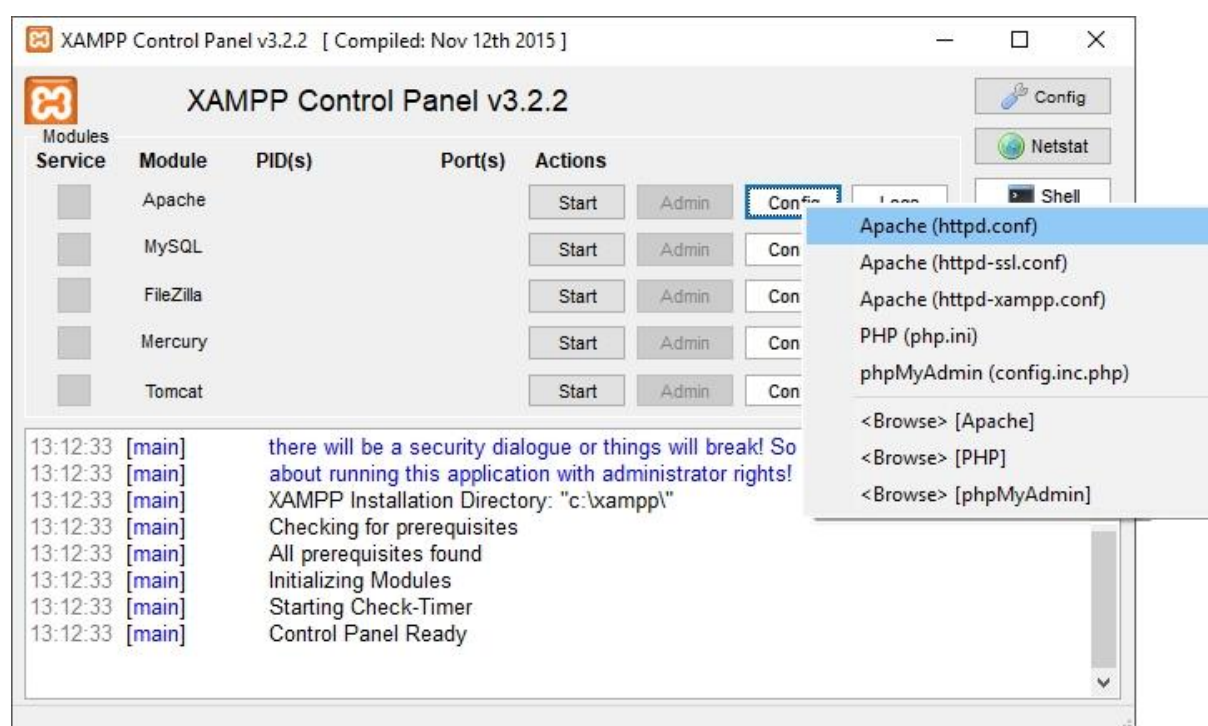 XAMPP Control Panel v3.2.2 [ Compiled: Nov 12th 2015 ]
XAMPP Control Panel v3.2.2
Config
Modules
Netstat
Service Module PID(s) Port(s) Actions
Shell
Apache Start Admin Config
MySQL Start Admin Con
FileZilla Start Admin Con
Mercury Start Admin Con
Tomcat Start Admin Con
Apache (httpd.conf)
Apache (httpd-ssl.conf)
Apache (httpd-xampp.conf)
PHP (php.ini)
phpMyAdmin (config.inc.php)
<Browse> [Apache]
<Browse> [PHP]
<Browse> [phpMyAdmin]
13:12:33 [main] there will be a security dialogue or things will break! So
13:12:33 [main] about running this application with administrator rights!
13:12:33 [main] XAMPP Installation Directory: "c:\xampp\"
13:12:33 [main] Checking for prerequisites
13:12:33 [main] All prerequisites found
13:12:33 [main] Initializing Modules
13:12:33 [main] Starting Check-Timer
13:12:33 [main] Control Panel Ready